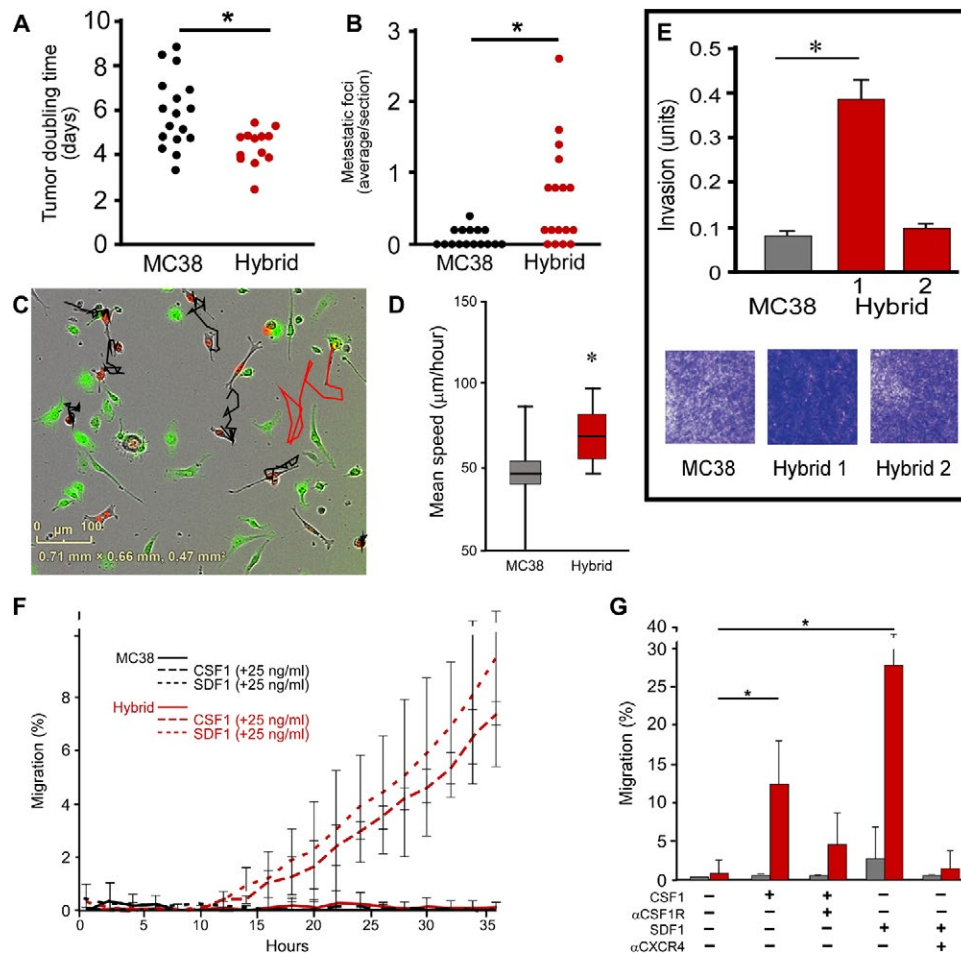 A
Tumor doubling time
(days)
10
8
6
4
2
0
*
MC38 Hybrid
B
Metastatic foci
(average/section)
3
2
1
0
*
MC38 Hybrid
C
0 µm 100
0.71 mm × 0.66 mm, 0.47 mm²
D
Mean speed (µm/hour)
150
100
50
50
*
MC38 Hybrid
E
Invasion (units)
0.5
0.4
0.3
0.2
0.1
0
*
1 2
MC38 Hybrid
MC38 Hybrid 1 Hybrid 2
F
Migration (%)
8
6
4
2
0
MC38
CSF1 (+25 ng/ml)
SDF1 (+25 ng/ml)
Hybrid
CSF1 (+25 ng/ml)
SDF1 (+25 ng/ml)
0 5 10 15 20 25 30 35
Hours
G
Migration (%)
40
30
25
20
15
10
5
0
*
*
CSF1 – + + – –
αCSF1R – – + – –
SDF1 – – – + +
αCXCR4 – – – – +